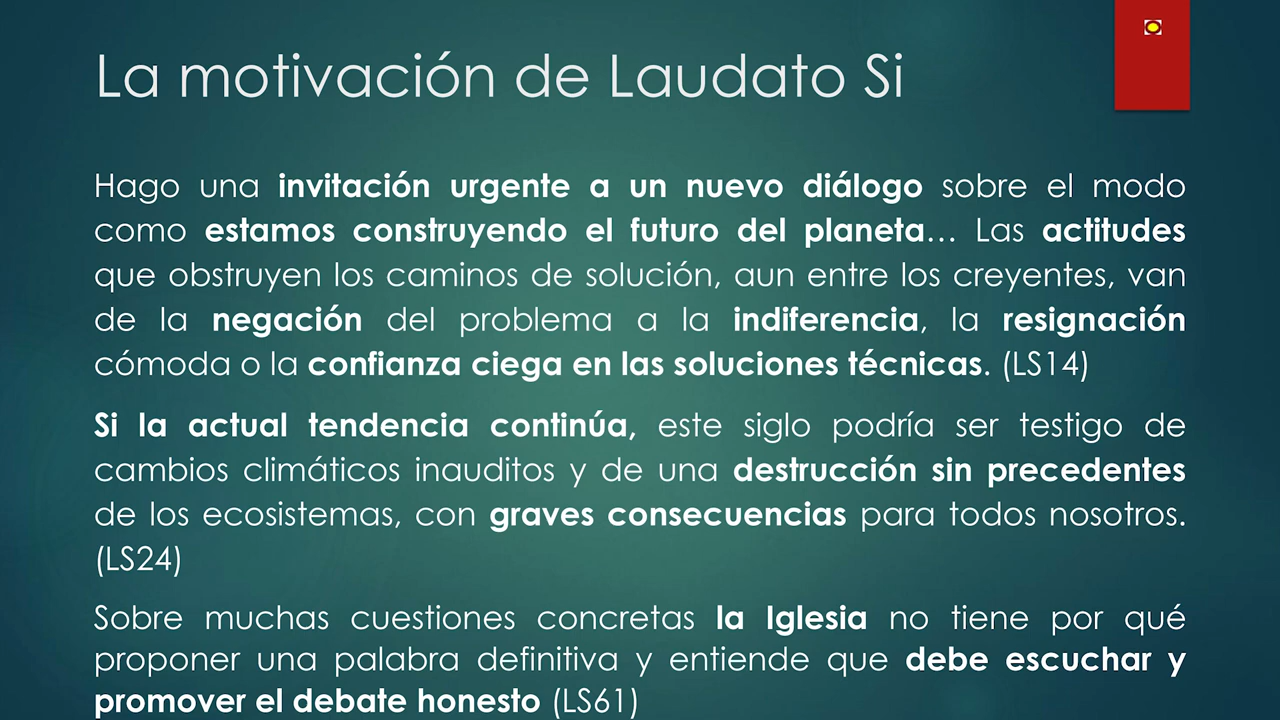 La motivación de Laudato Si
Hago una invitación urgente a un nuevo diálogo sobre el modo
como estamos construyendo el futuro del planeta… Las actitudes
que obstruyen los caminos de solución, aun entre los creyentes, van
de la negación del problema a la indiferencia, la resignación
cómoda o la confianza ciega en las soluciones técnicas. (LS14)
Si la actual tendencia continúa, este siglo podría ser testigo de
cambios climáticos inauditos y de una destrucción sin precedentes
de los ecosistemas, con graves consecuencias para todos nosotros.
(LS24)
Sobre muchas cuestiones concretas la Iglesia no tiene por qué
proponer una palabra definitiva y entiende que debe escuchar y
promover el debate honesto (LS61)